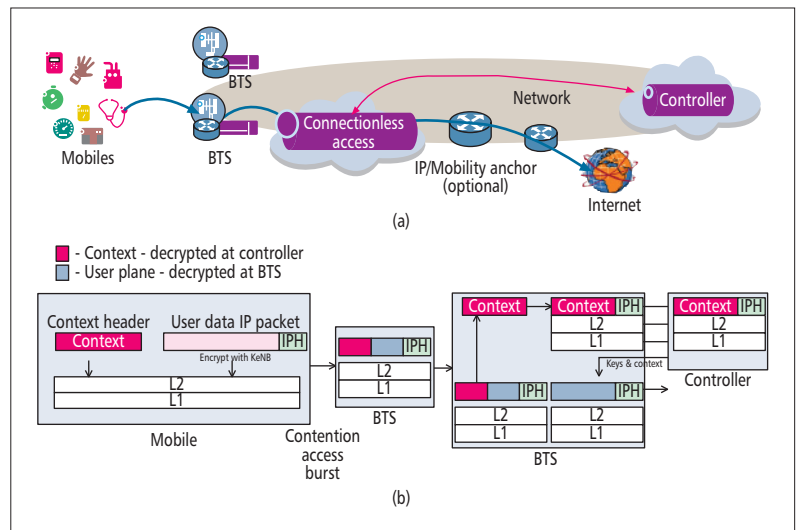 BTS
Network
Controller
Connectionless
access
Mobiles
BTS
IP/Mobility anchor
(optional)
Internet
(a)
- Context - decrypted at controller
- User plane - decrypted at BTS
Context header
User data IP packet
Context
IPH
Encrypt with KeNB
L2
L1
Mobile
Contention
access
burst
IPH
L2
L1
BTS
Context
Context
IPH
L2
L1
Keys & context
IPH
IPH
L2
L1
L2
L1
BTS
Context
IPH
L2
L1
Controller
(b)